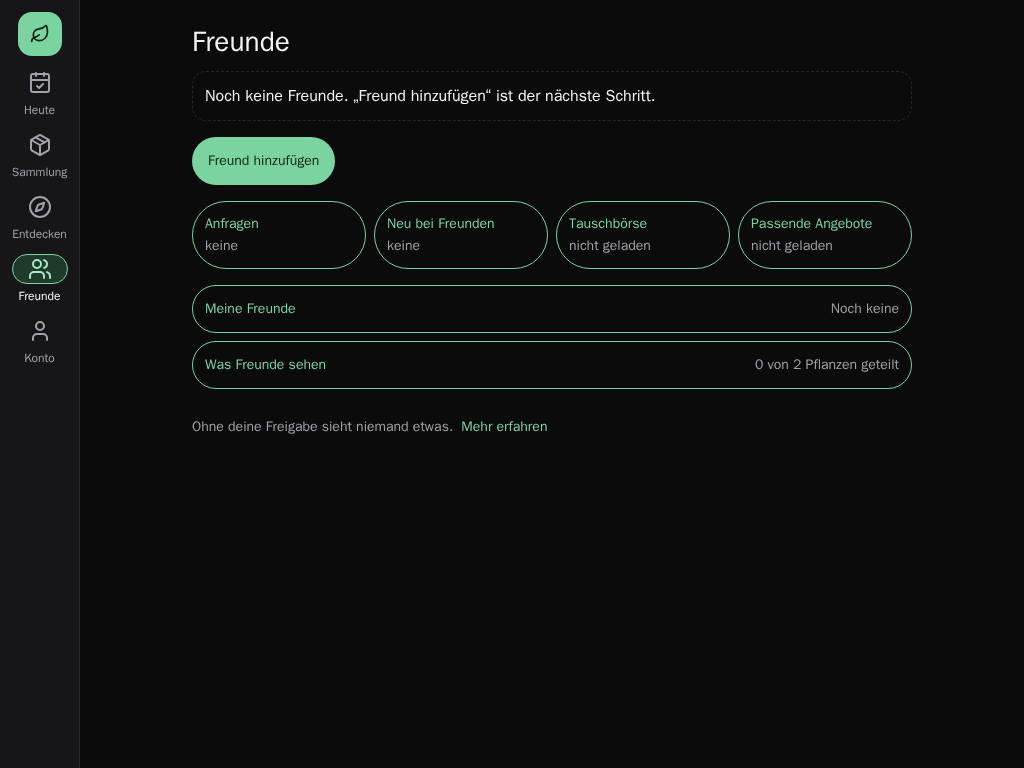 Freunde
Noch keine Freunde. „Freund hinzufügen“ ist der nächste Schritt.
Freund hinzufügen
Anfragen
keine
Neu bei Freunden
keine
Tauschbörse
nicht geladen
Passende Angebote
nicht geladen
Meine Freunde
Noch keine
Was Freunde sehen
0 von 2 Pflanzen geteilt
Ohne deine Freigabe sieht niemand etwas. Mehr erfahren
Heute
Sammlung
Entdecken
Freunde
Konto